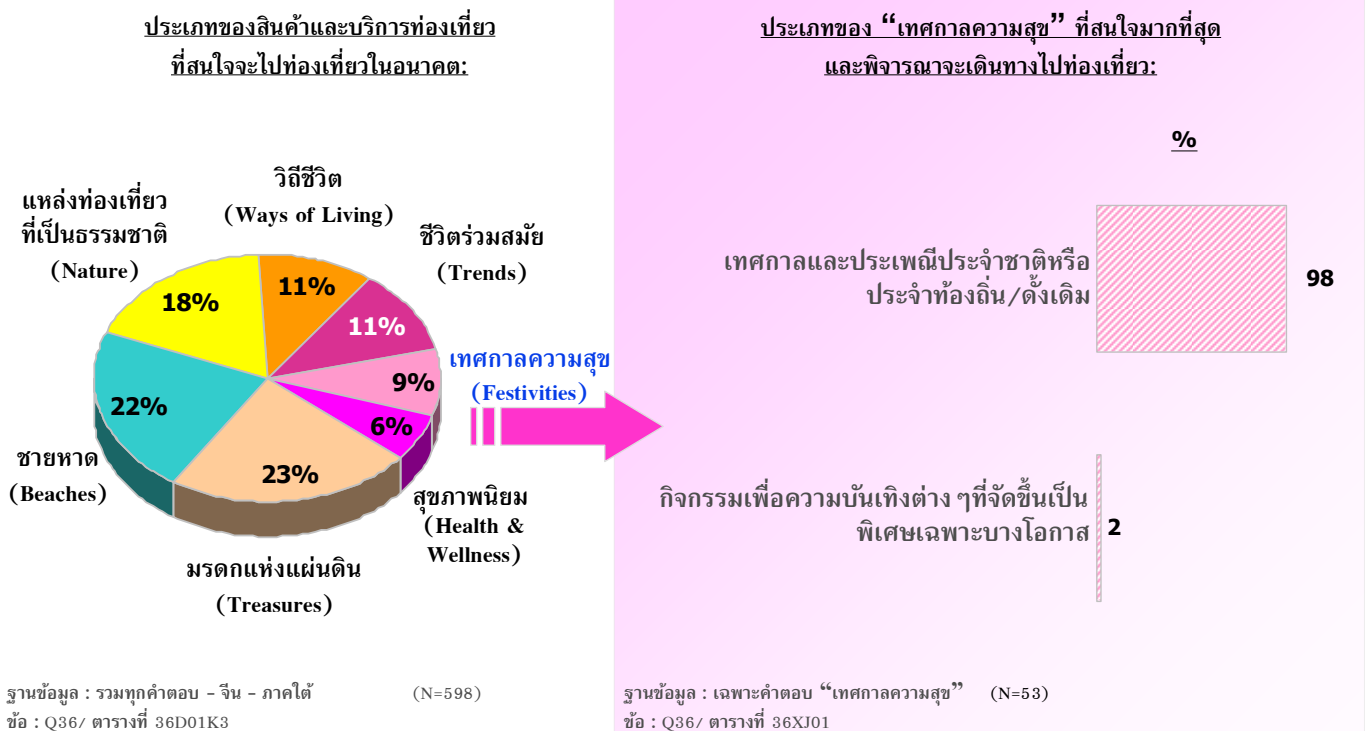 ประเภทของสินค้าและบริการท่องเที่ยว
ที่สนใจจะไปท่องเที่ยวในอนาคต:
วิถีชีวิต
(Ways of Living)
แหล่งท่องเที่ยว
ที่เป็นธรรมชาติ
(Nature)
ชีวิตร่วมสมัย
(Trends)
18%
11%
11%
เทศกาลความสุข
(Festivities)
9%
22%
6%
23%
ชายหาด
(Beaches)
สุขภาพนิยม
(Health &
Wellness)
มรดกแห่งแผ่นดิน
(Treasures)
ฐานข้อมูล : รวมทุกคำตอบ - จีน - ภาคใต้ (N=598)
ข้อ : Q36/ ตารางที่ 36D01K3
ประเภทของ “เทศกาลความสุข” ที่สนใจมากที่สุด
และพิจารณาจะเดินทางไปท่องเที่ยว:
%
เทศกาลและประเพณีประจำชาติหรือ
ประจำท้องถิ่น/ดั้งเดิม
98
กิจกรรมเพื่อความบันเทิงต่าง ๆที่จัดขึ้นเป็น
พิเศษเฉพาะบางโอกาส
2
ฐานข้อมูล : เฉพาะคำตอบ “เทศกาลความสุข” (N=53)
ข้อ : Q36/ ตารางที่ 36XJ01